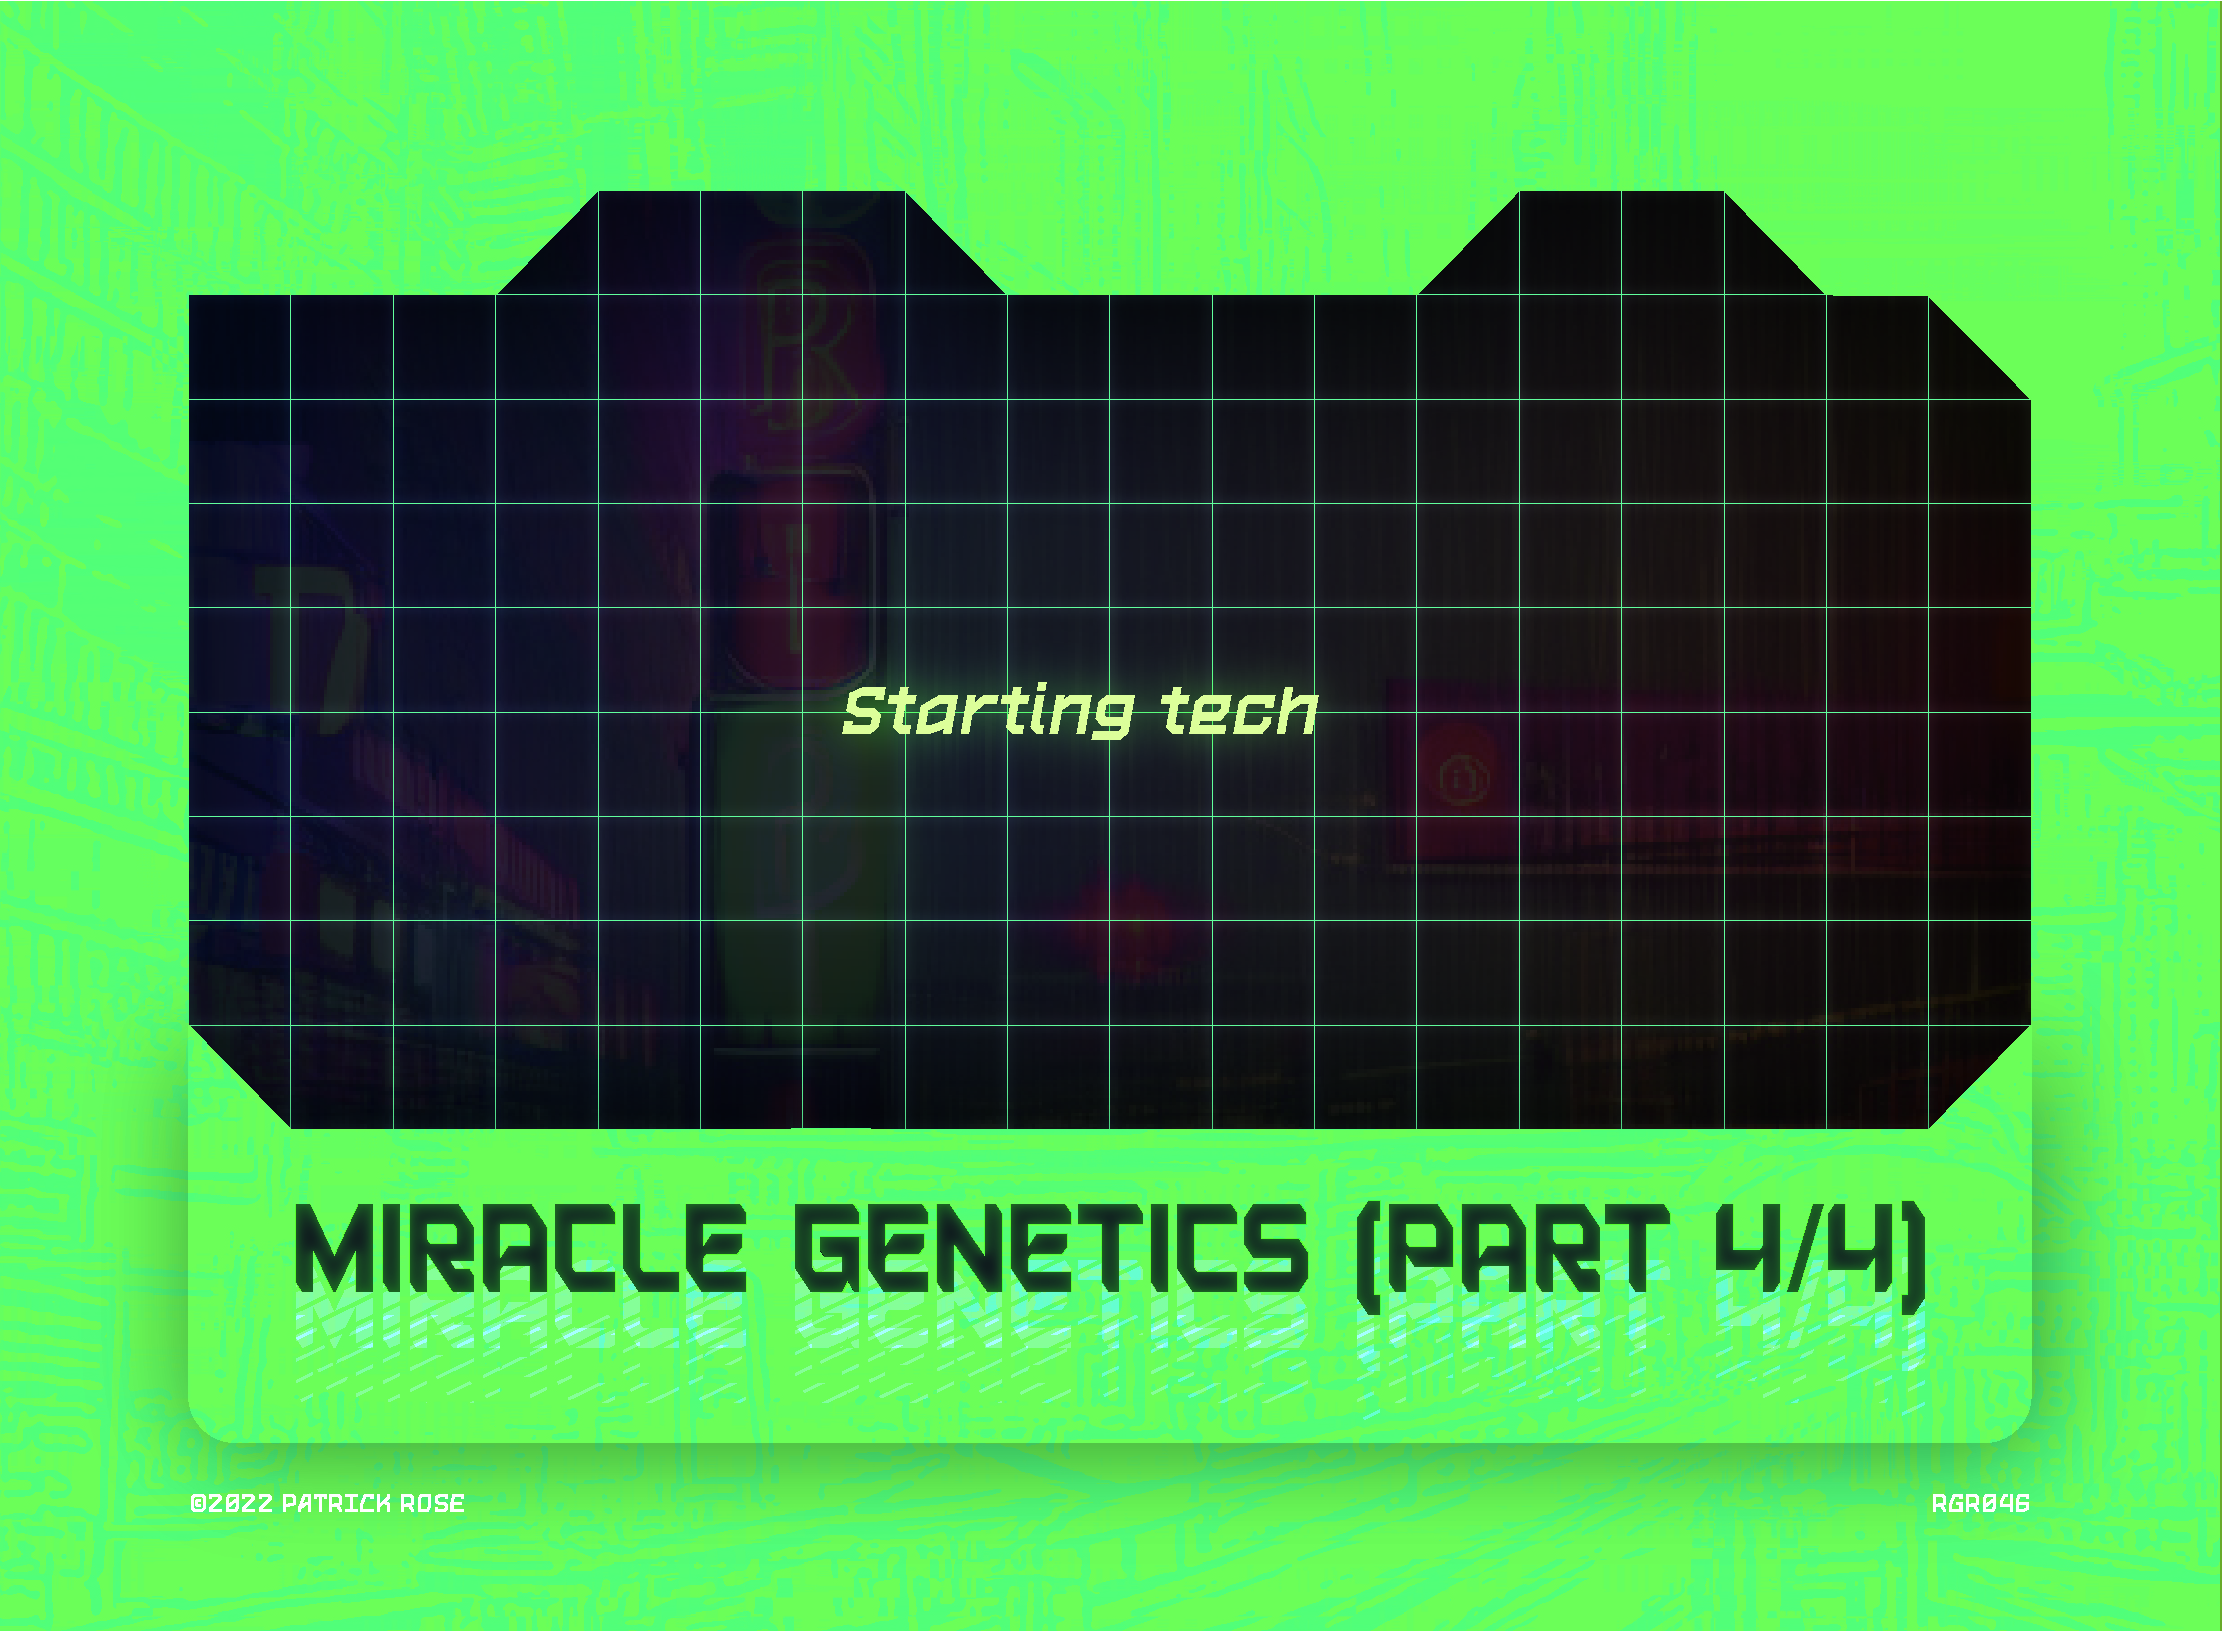 R
Starting tech
MIRACLE GENETICS (PART 4/4)
©2022 PATRICK ROSE
RGR046